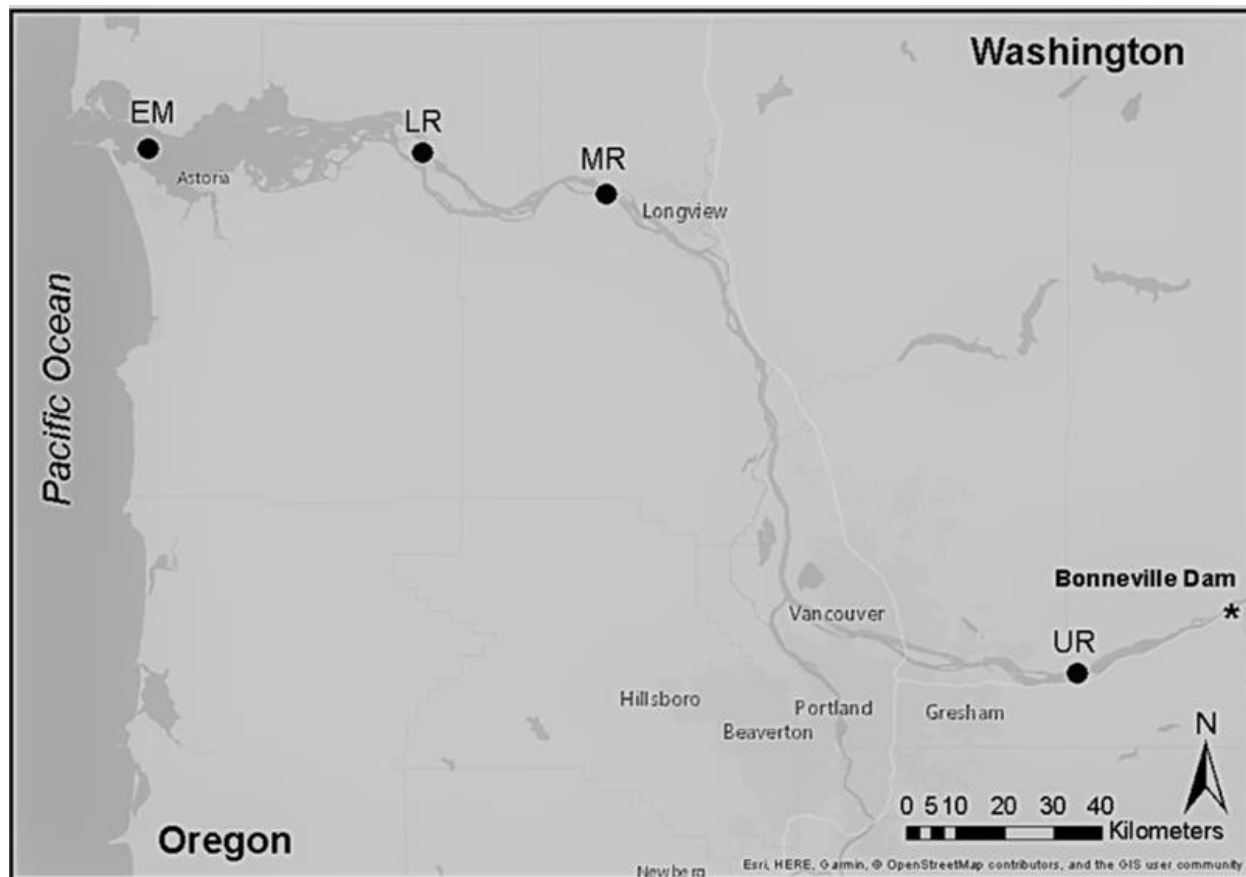 Washington
EM
LR
MR
Astoria
Longview
Pacific Ocean
Bonneville Dam
*
Vancouver
UR
Hillsboro
Portland
Gresham
Beaverton
N
0 5 10 20 30 40
Kilometers
Oregon
Newberg
Esri, HERE, Garmin, © OpenStreetMap contributors, and the GIS user community